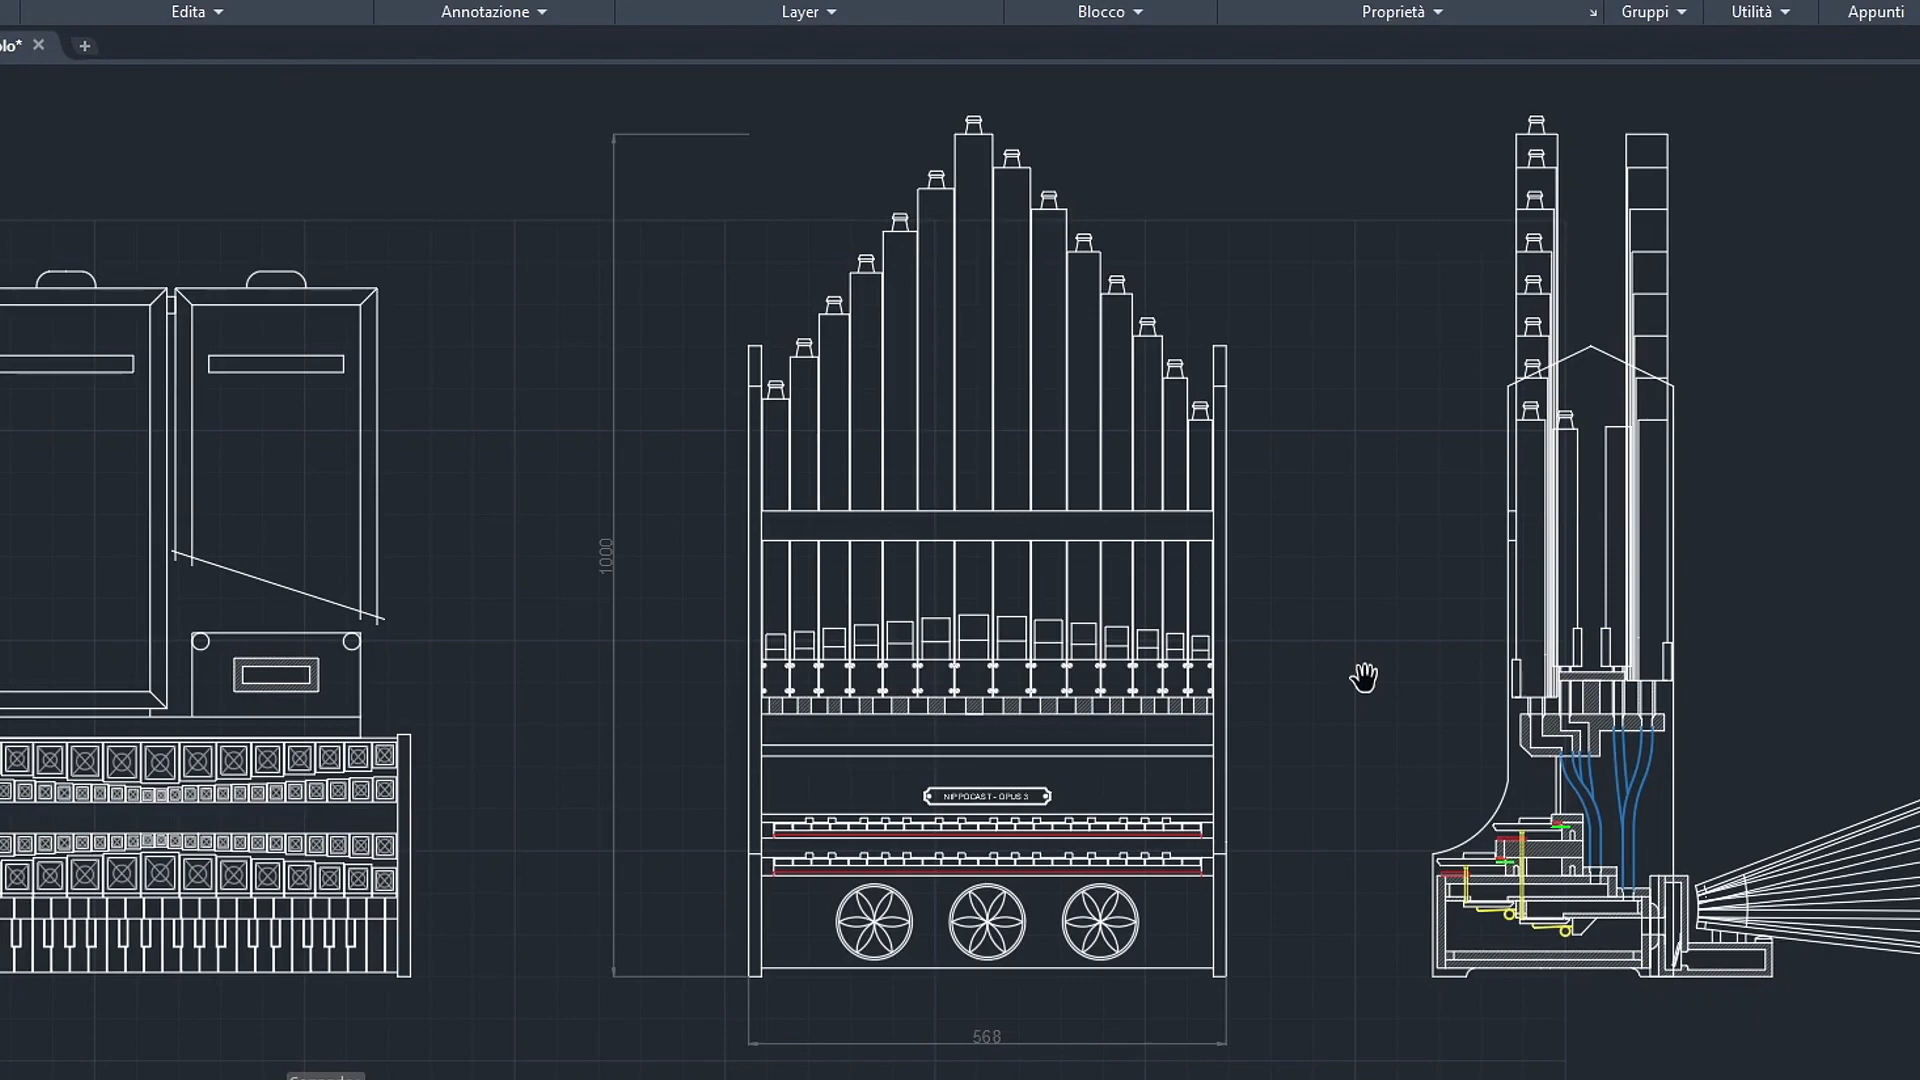 Edita
Annotazione
Layer
Blocco
Proprietà
Gruppi
Utilità
Appunti
olo*
1000
NIPPOCAST - OPUS 3
568